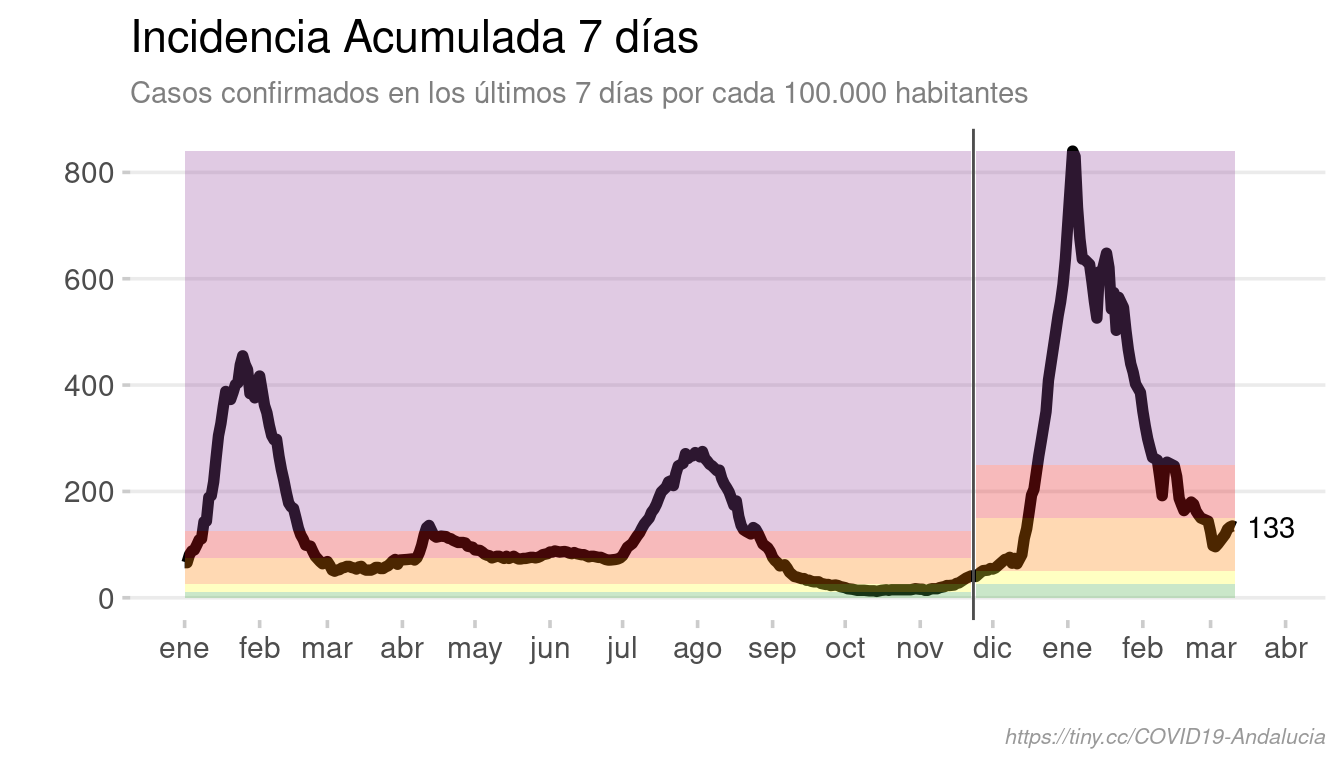 Incidencia Acumulada 7 días
Casos confirmados en los últimos 7 días por cada 100.000 habitantes
800
600
400
200
0
133
ene feb mar abr may jun jul ago sep oct nov dic ene feb mar abr
https://tiny.cc/COVID19-Andalucia